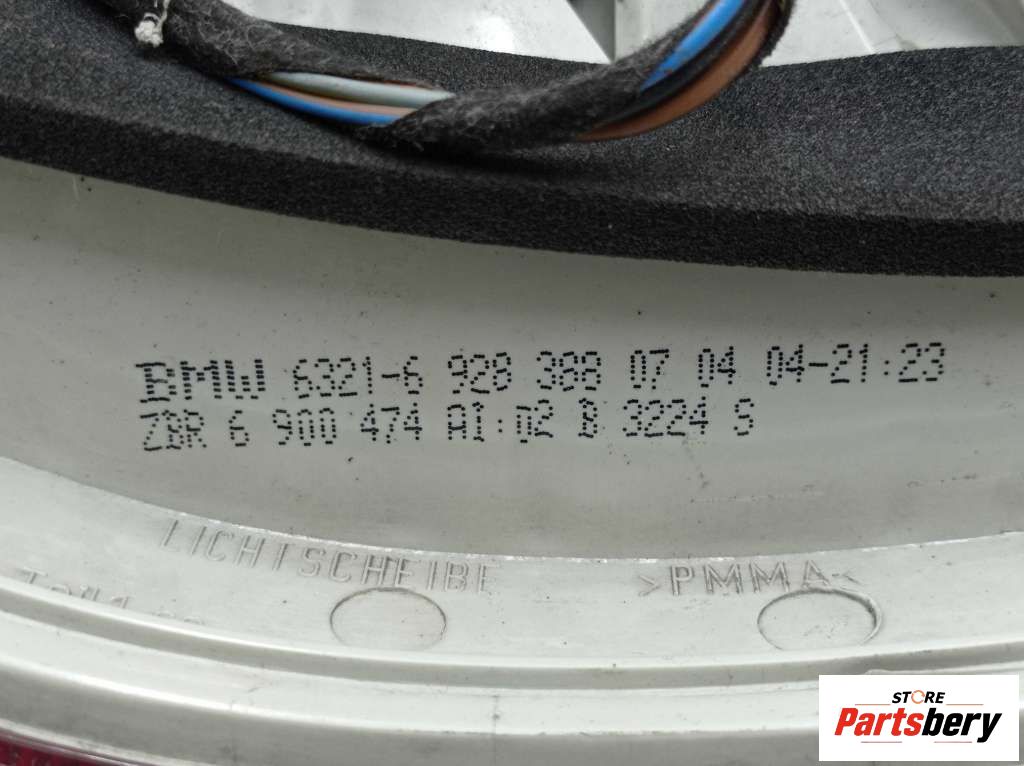 BMW 6321-6 928 388 07 04 04-21:23
ZBR 6 900 474 AI:02 B 3224 S
LICHTSCHEIBE >PMMA<
STORE
Partsbery